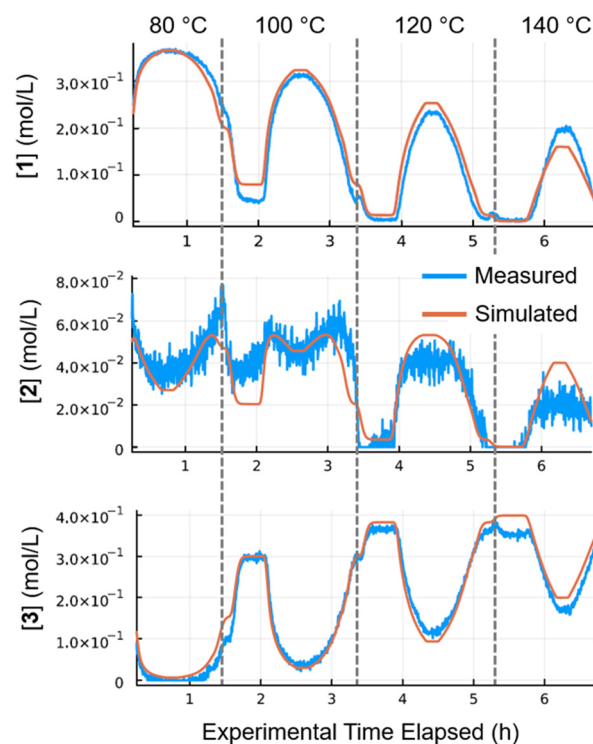 80 °C 100 °C 120 °C 140 °C
[1] (mol/L)
3.0×10⁻¹
2.0×10⁻¹
1.0×10⁻¹
0
1 2 3 4 5 6
[2] (mol/L)
8.0×10⁻²
6.0×10⁻²
4.0×10⁻²
2.0×10⁻²
0
Measured
Simulated
1 2 3 4 5 6
[3] (mol/L)
4.0×10⁻¹
3.0×10⁻¹
2.0×10⁻¹
1.0×10⁻¹
0
1 2 3 4 5 6
Experimental Time Elapsed (h)